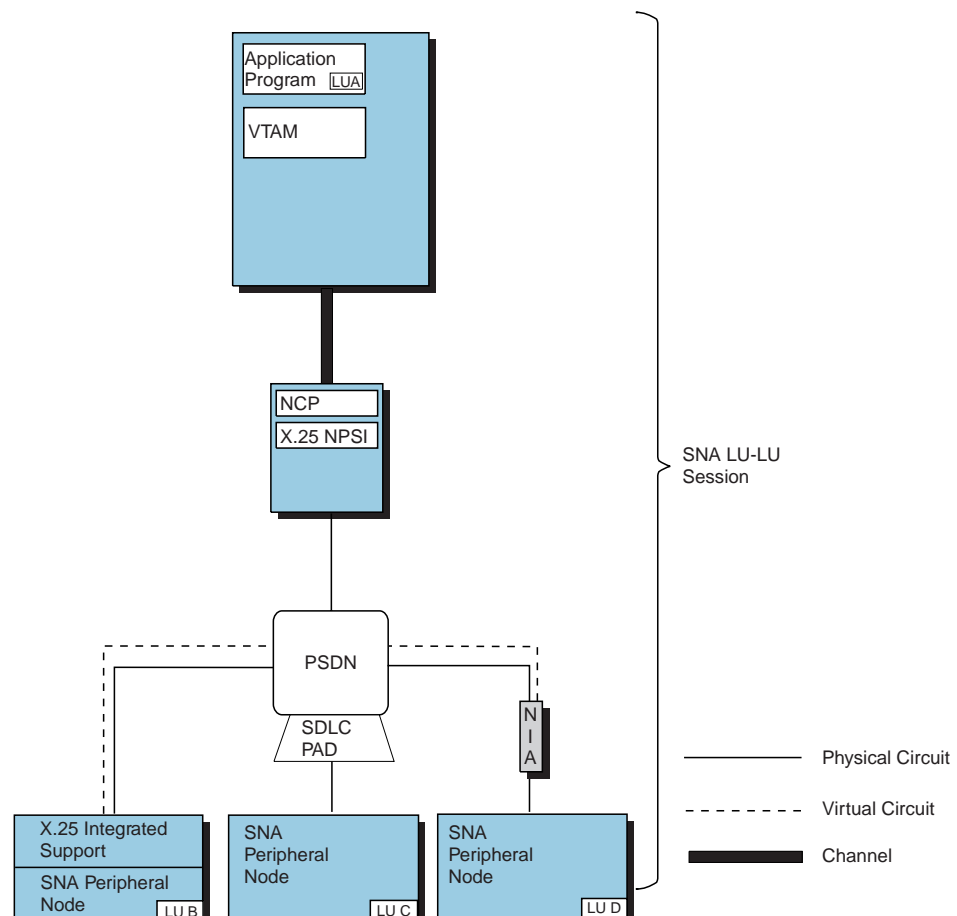 Application
Program LUA
VTAM
NCP
X.25 NPSI
SNA LU-LU
Session
PSDN
SDLC
PAD
N
I
A
Physical Circuit
Virtual Circuit
Channel
X.25 Integrated
Support
SNA Peripheral
Node
LU B
SNA
Peripheral
Node
LU C
SNA
Peripheral
Node
LU D